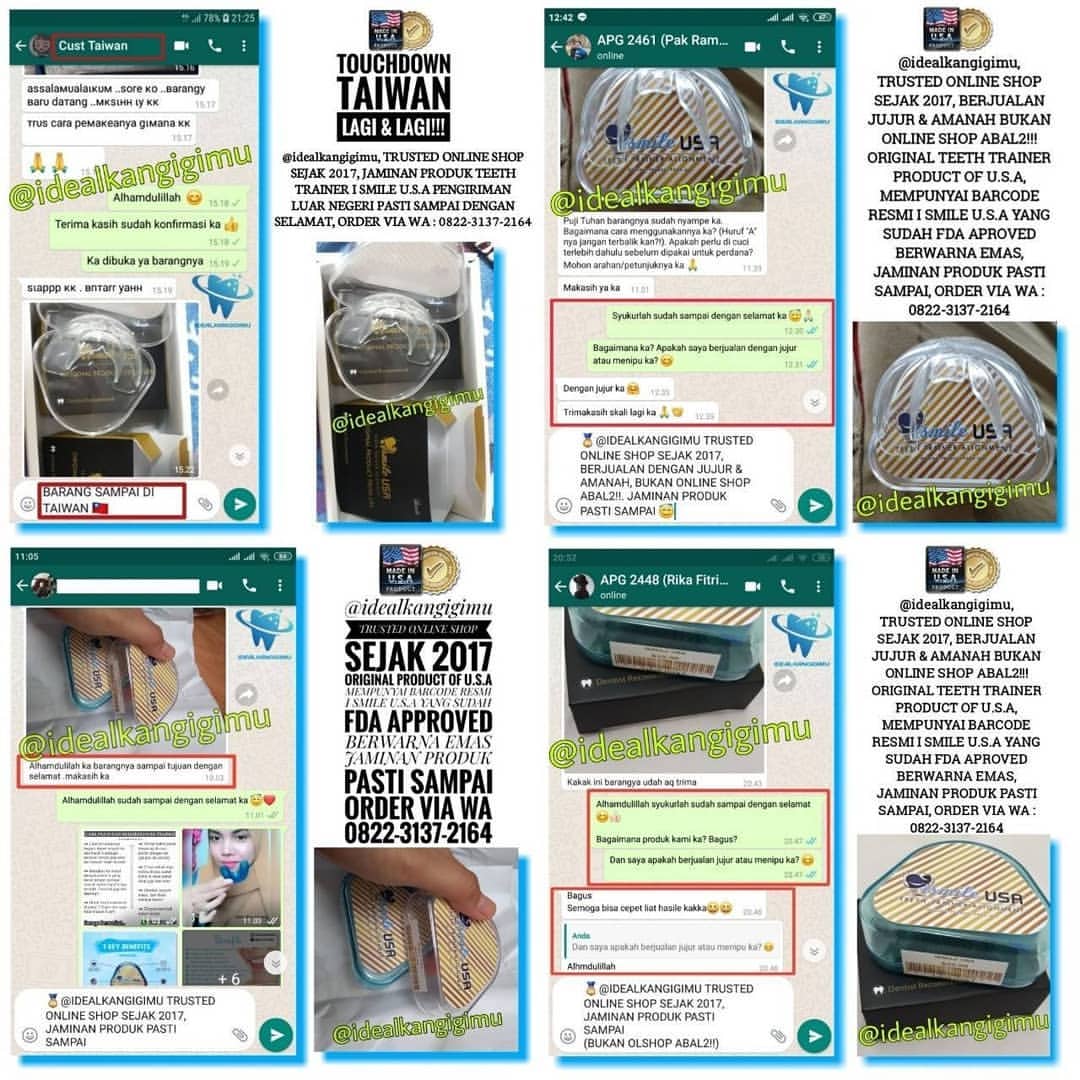 78% 21:25
Cust Taiwan
15.16
assalamualaikum ..sore ko ..barangy
baru datang ..mksihh ly kk
15.17
trus cara pemakeanya gimana kk
15.17
🙏🙏
@idealkangigimu
Alhamdulillah 😊
15.18
Terima kasih sudah konfirmasi ka 👍
15.18
Ka dibuka ya barangnya
15.19
siappp kk . bntarr yahh
15.19
IDEALKANGIGIMU
15.22
BARANG SAMPAI DI
TAIWAN 🇹🇼
MADE IN
U.S.A
PRODUCT
TOUCHDOWN
TAIWAN
LAGI & LAGI!!!
@idealkangigimu, TRUSTED ONLINE SHOP
SEJAK 2017, JAMINAN PRODUK TEETH
TRAINER I SMILE U.S.A PENGIRIMAN
LUAR NEGERI PASTI SAMPAI DENGAN
SELAMAT, ORDER VIA WA : 0822-3137-2164
@idealkangigimu
Smile USA
12:42
APG 2461 (Pak Ram...
online
Smile USA
IDEALKANGIGIMU
@idealkangigimu
Puji Tuhan barangnya sudah nyampe ka.
Bagaimana cara menggunakannya ka? (Huruf "A"
nya jangan terbalik kan?!). Apakah perlu di cuci
terlebih dahulu sebelum dipakai untuk perdana?
Mohon arahan/petunjuknya ka 🙏
11.39
Makasih ya ka
11.01
Syukurlah sudah sampai dengan selamat ka 😇🙏
12.30
Bagaimana ka? Apakah saya berjualan dengan jujur
atau menipu ka? 😊
12.31
Dengan jujur ka 🤗
12.35
Trimakasih skali lagi ka 🙏🤝
12.39
🏅@IDEALKANGIGIMU TRUSTED
ONLINE SHOP SEJAK 2017,
BERJUALAN DENGAN JUJUR &
AMANAH, BUKAN ONLINE SHOP
ABAL2!!. JAMINAN PRODUK
PASTI SAMPAI 😇
MADE IN
U.S.A
PRODUCT
@idealkangigimu,
TRUSTED ONLINE SHOP
SEJAK 2017, BERJUALAN
JUJUR & AMANAH BUKAN
ONLINE SHOP ABAL2!!!
ORIGINAL TEETH TRAINER
PRODUCT OF U.S.A,
MEMPUNYAI BARCODE
RESMI I SMILE U.S.A YANG
SUDAH FDA APROVED
BERWARNA EMAS,
JAMINAN PRODUK PASTI
SAMPAI, ORDER VIA WA :
0822-3137-2164
Smile USA
TEETH TRAINER ALIGNMENT
@idealkangigimu
11:05
IDEALKANGIGIMU
@idealkangigimu
Alhamdulilah ka barangnya sampai tujuan dengan
selamat .makasih ka
10.03
Alhamdulillah sudah sampai dengan selamat ka 😇❤
11.01
11.03
7 KEY BENEFITS
+ 6
🏅@IDEALKANGIGIMU TRUSTED
ONLINE SHOP SEJAK 2017,
JAMINAN PRODUK PASTI
SAMPAI
MADE IN
U.S.A
PRODUCT
@idealkangigimu
TRUSTED ONLINE SHOP
SEJAK 2017
ORIGINAL PRODUCT OF U.S.A
MEMPUNYAI BARCODE RESMI
I SMILE U.S.A YANG SUDAH
FDA APPROVED
BERWARNA EMAS
JAMINAN PRODUK
PASTI SAMPAI
ORDER VIA WA
0822-3137-2164
USA
@idealkangigimu
20:52
APG 2448 (Rika Fitri...
online
IDEALKANGIGIMU
@idealkangigimu
Kakak ini barangya udah aq trima
20.43
Alhamdulillah syukurlah sudah sampai dengan selamat
😊👍
Bagaimana produk kami ka? Bagus?
20.47
Dan saya apakah berjualan jujur atau menipu ka? 😊
20.47
Bagus
Semoga bisa cepet liat hasile kakka😀😀
20.48
Anda
Dan saya apakah berjualan jujur atau menipu ka? 😊
Alhmdulillah
20.48
🏅@IDEALKANGIGIMU TRUSTED
ONLINE SHOP SEJAK 2017,
JAMINAN PRODUK PASTI
SAMPAI
(BUKAN OLSHOP ABAL2!!)
MADE IN
U.S.A
PRODUCT
@idealkangigimu,
TRUSTED ONLINE SHOP
SEJAK 2017, BERJUALAN
JUJUR & AMANAH BUKAN
ONLINE SHOP ABAL2!!!
ORIGINAL TEETH TRAINER
PRODUCT OF U.S.A,
MEMPUNYAI BARCODE
RESMI I SMILE U.S.A YANG
SUDAH FDA APROVED
BERWARNA EMAS,
JAMINAN PRODUK PASTI
SAMPAI, ORDER VIA WA :
0822-3137-2164
Smile USA
TEETH TRAINER ALIGNMENT
@idealkangigimu